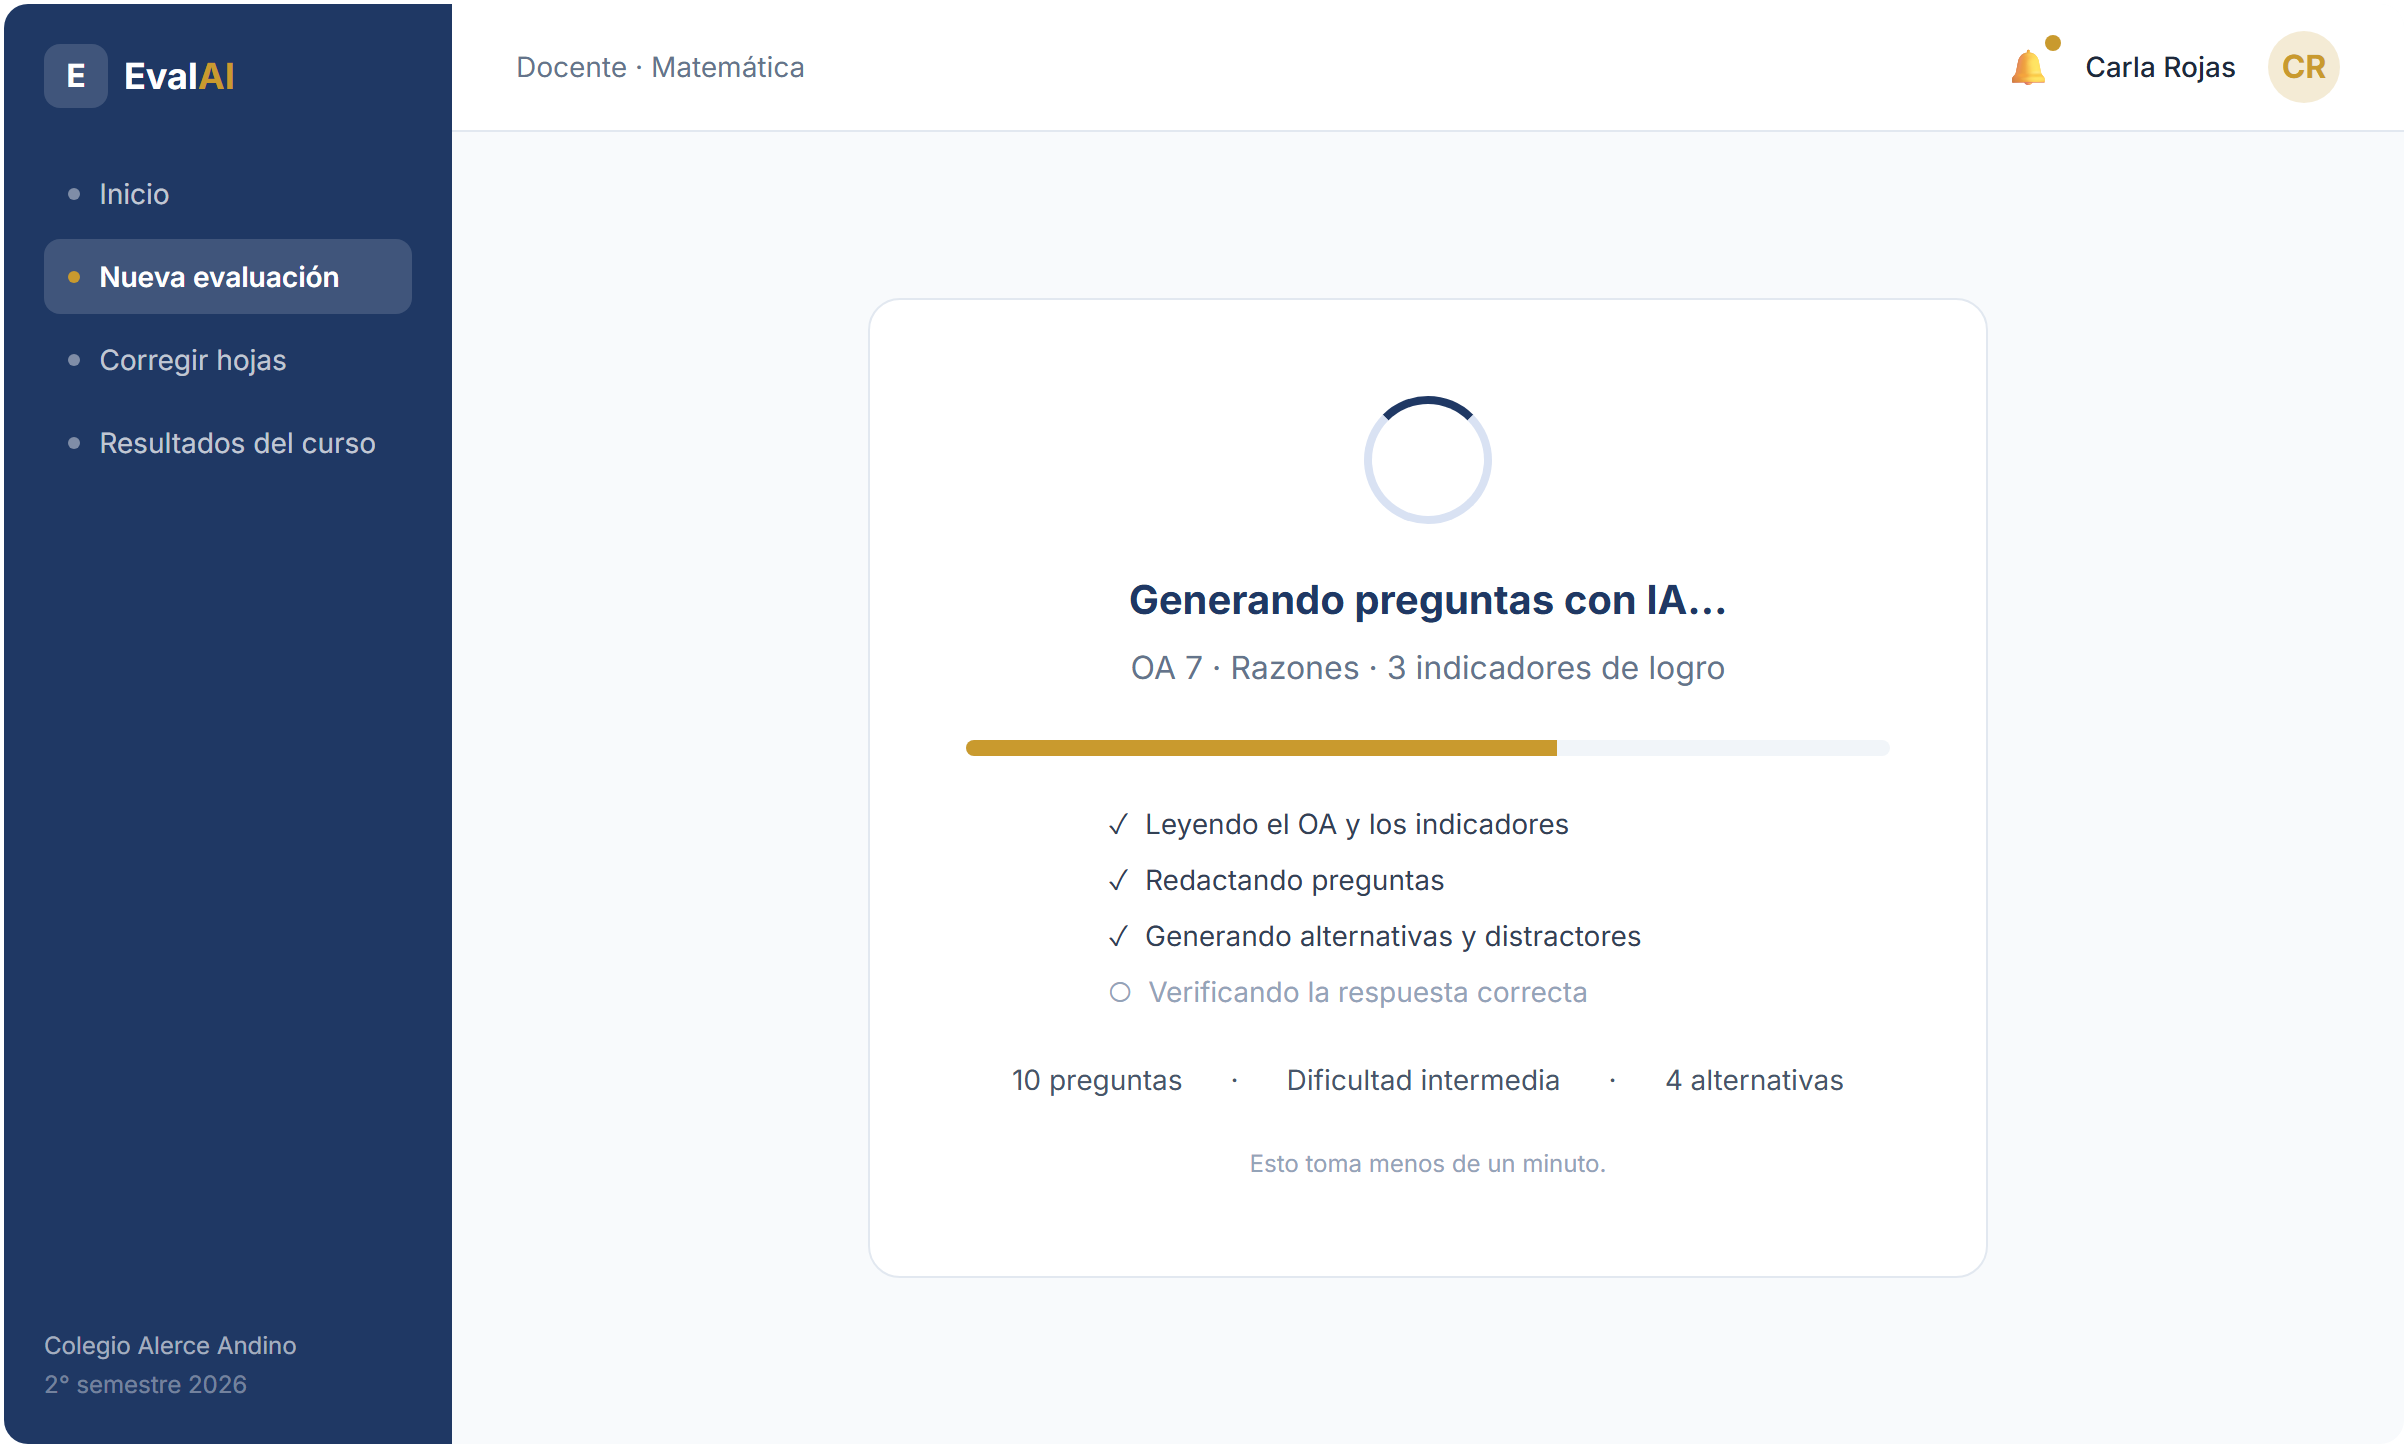 E EvalAI
Docente · Matemática
Carla Rojas CR
Inicio
Nueva evaluación
Corregir hojas
Resultados del curso
Generando preguntas con IA...
OA 7 · Razones · 3 indicadores de logro
✓ Leyendo el OA y los indicadores
✓ Redactando preguntas
✓ Generando alternativas y distractores
○ Verificando la respuesta correcta
10 preguntas · Dificultad intermedia · 4 alternativas
Esto toma menos de un minuto.
Colegio Alerce Andino
2° semestre 2026